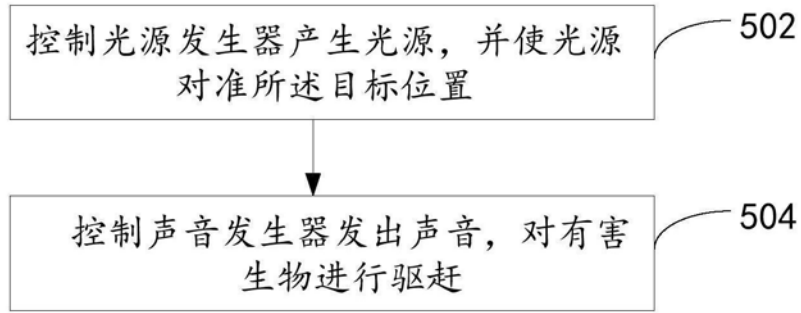 控制光源发生器产生光源，并使光源
对准所述目标位置
502
控制声音发生器发出声音，对有害
生物进行驱赶
504